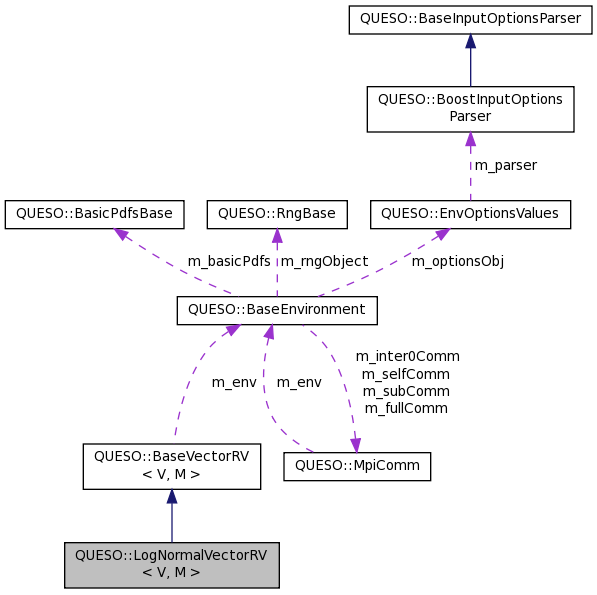 QUESO::BaseInputOptionsParser
QUESO::BoostInputOptions
Parser
m_parser
QUESO::BasicPdfsBase
QUESO::RngBase
QUESO::EnvOptionsValues
m_basicPdfs
m_rngObject
m_optionsObj
QUESO::BaseEnvironment
m_inter0Comm
m_selfComm
m_subComm
m_fullComm
m_env
m_env
QUESO::BaseVectorRV
< V, M >
QUESO::MpiComm
QUESO::LogNormalVectorRV
< V, M >